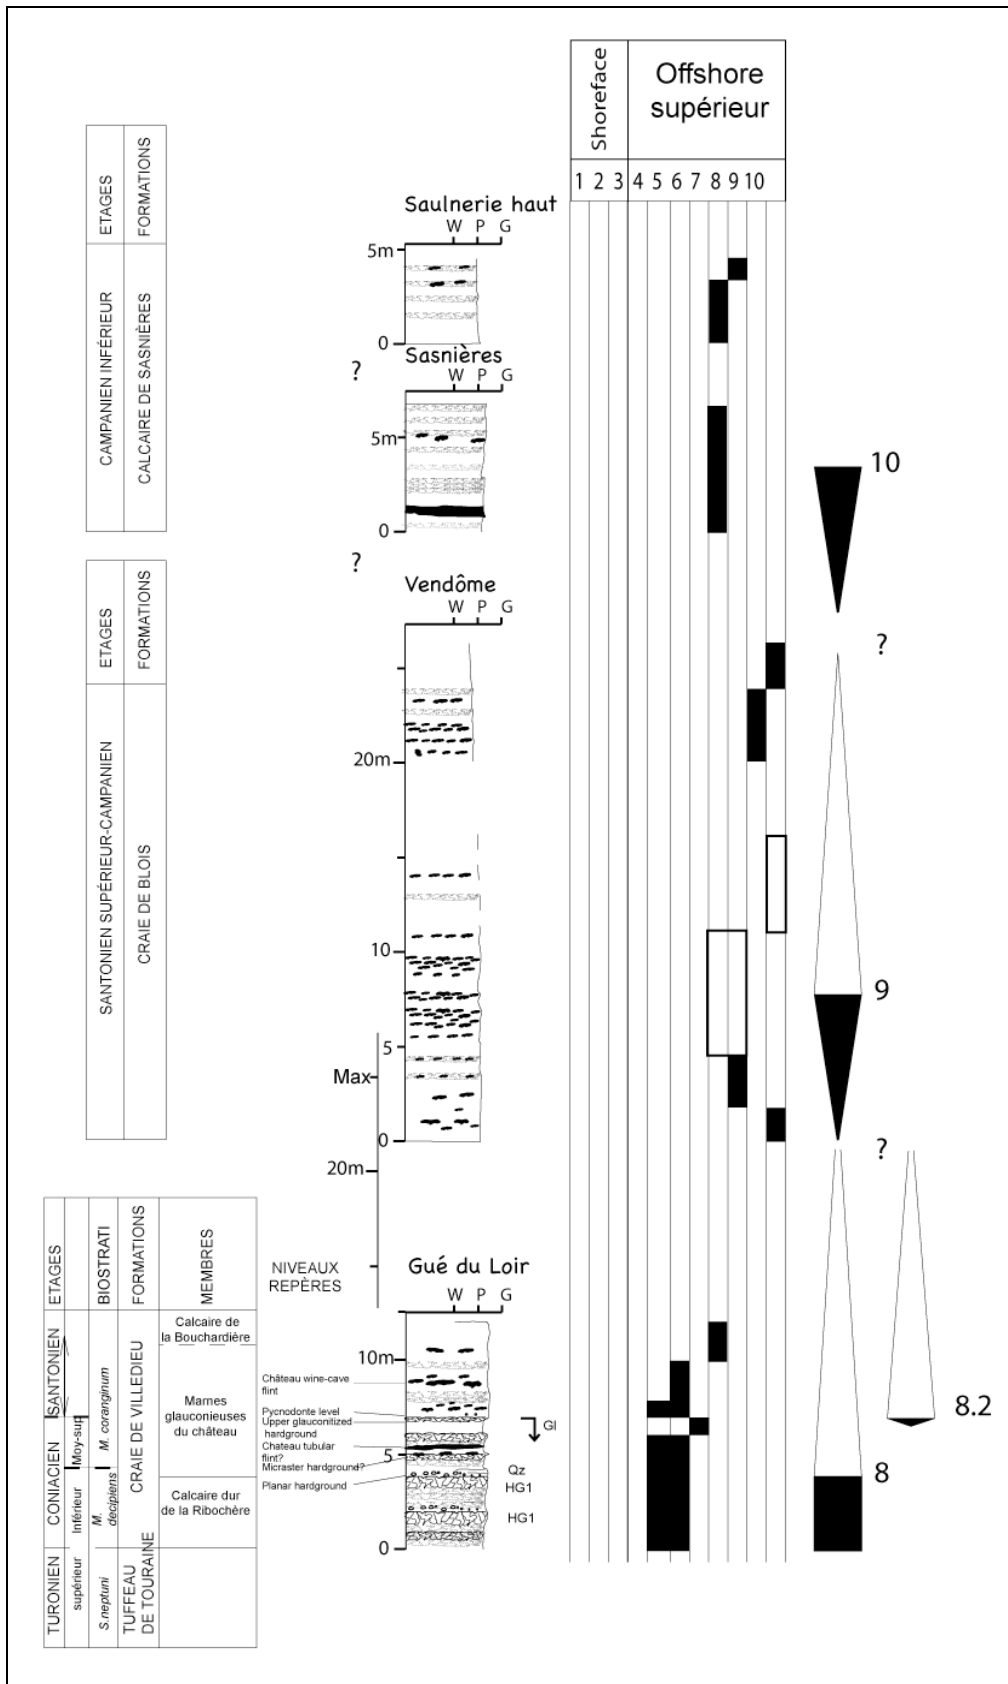 Shoreface
Offshore
supérieur
1 2 3 4 5 6 7 8 9 10
ETAGES
FORMATIONS
CAMPANIEN INFÉRIEUR
CALCAIRE DE SASNIÈRES
Saulnerie haut
W P G
5m
0
?
Sasnières
W P G
5m
0
10
?
ETAGES
FORMATIONS
SANTONIEN SUPÉRIEUR-CAMPANIEN
CRAIE DE BLOIS
Vendôme
W P G
?
20m
10
9
5
Max
0
?
20m
ETAGES
BIOSTRATI
FORMATIONS
MEMBRES
NIVEAUX
REPÈRES
Gué du Loir
W P G
SANTONIEN
CONIACIEN
TURONIEN
Moy-sup
Inférieur
supérieur
M. coranginum
M.
decipiens
S.neptuni
CRAIE DE VILLEDIEU
TUFFEAU
DE TOURAINE
Calcaire de
la Bouchardière
Marnes
glauconieuses
du château
Calcaire dur
de la Ribochère
10m
Château wine-cave
flint
Pycnodonte level
Upper glauconitized
hardground
Chateau tubular
flint?
Micraster hardground?
Planar hardground
5
0
Gl
Qz
HG1
HG1
8.2
8